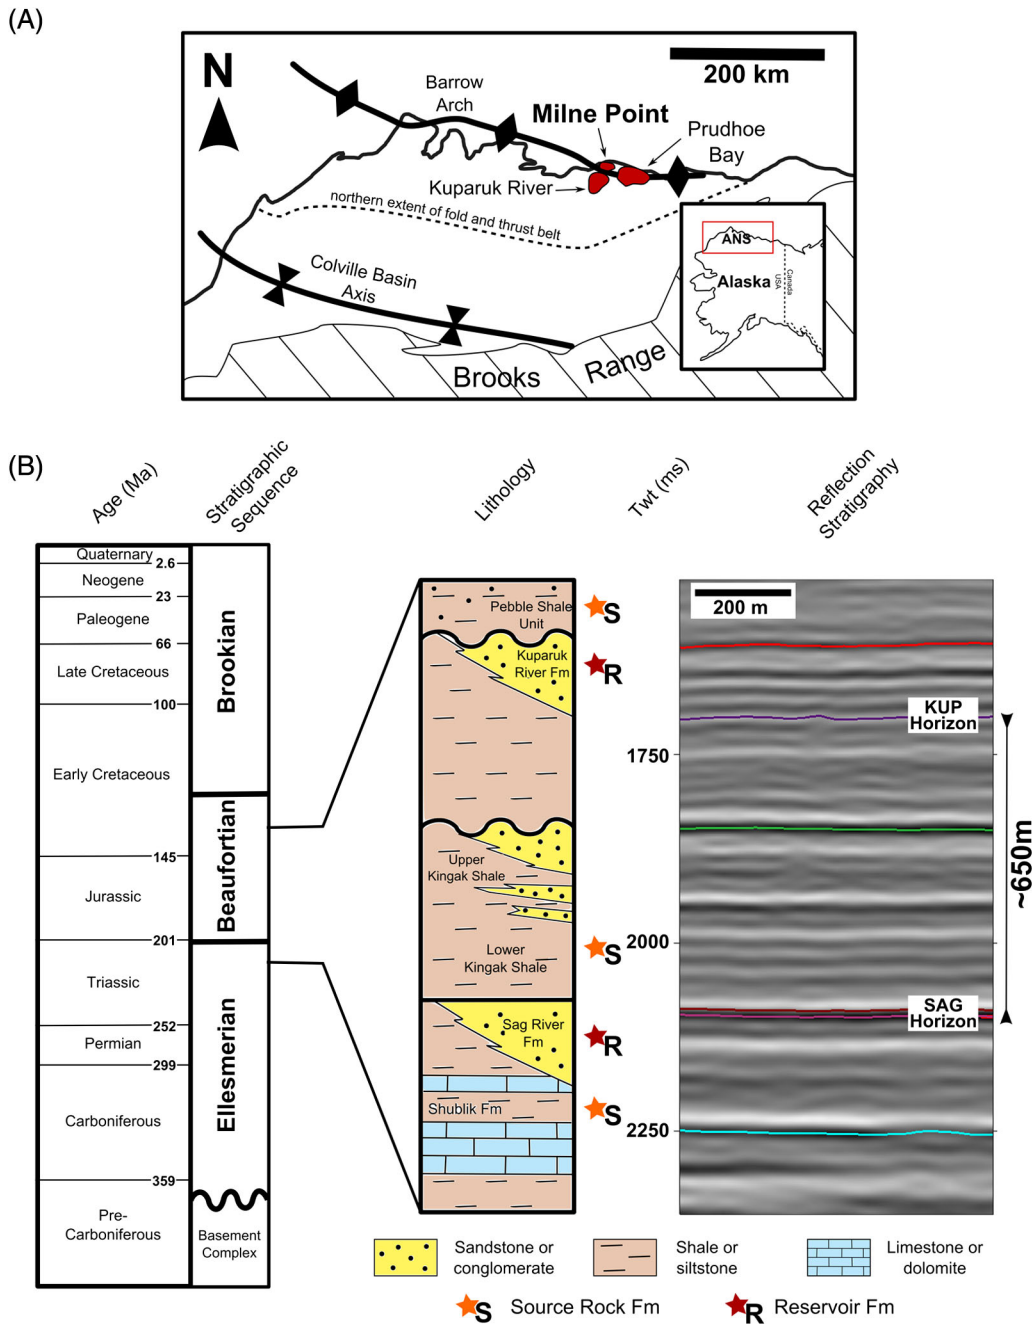 (A)
N
200 km
Barrow
Arch
Milne Point
Prudhoe
Bay
Kuparuk River
northern extent of fold and thrust belt
Colville Basin
Axis
Brooks
Range
ANS
Alaska
Canada
USA
(B)
Age (Ma)
Stratigraphic
Sequence
Lithology
Twt (ms)
Reflection
Stratigraphy
Quaternary
2.6
Neogene
23
Paleogene
66
Late Cretaceous
100
Early Cretaceous
145
Jurassic
201
Triassic
252
Permian
299
Carboniferous
359
Pre-
Carboniferous
Brookian
Beaufortian
Ellesmerian
Basement
Complex
Pebble Shale
Unit
Kuparuk
River Fm
Upper
Kingak Shale
Lower
Kingak Shale
Sag River
Fm
Shublik Fm
S
R
S
R
S
1750
2000
2250
200 m
KUP
Horizon
SAG
Horizon
~650m
Sandstone or
conglomerate
Shale or
siltstone
Limestone or
dolomite
S Source Rock Fm
R Reservoir Fm